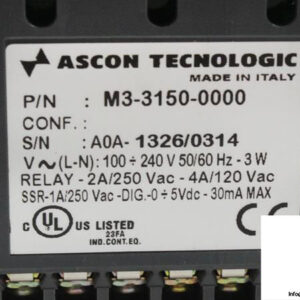 ASCON TECNOLOGIC
MADE IN ITALY
P/N : M3-3150-0000
CONF. :
S/N : A0A- 1326/0314
V~(L-N): 100 ÷ 240 V 50/60 Hz - 3 W
RELAY - 2A/250 Vac - 4A/120 Vac
SSR-1A/250 Vac -DIG.-0 ÷ 5Vdc - 30mA MAX
C UL US LISTED
23FA
IND.CONT.EQ.
CE